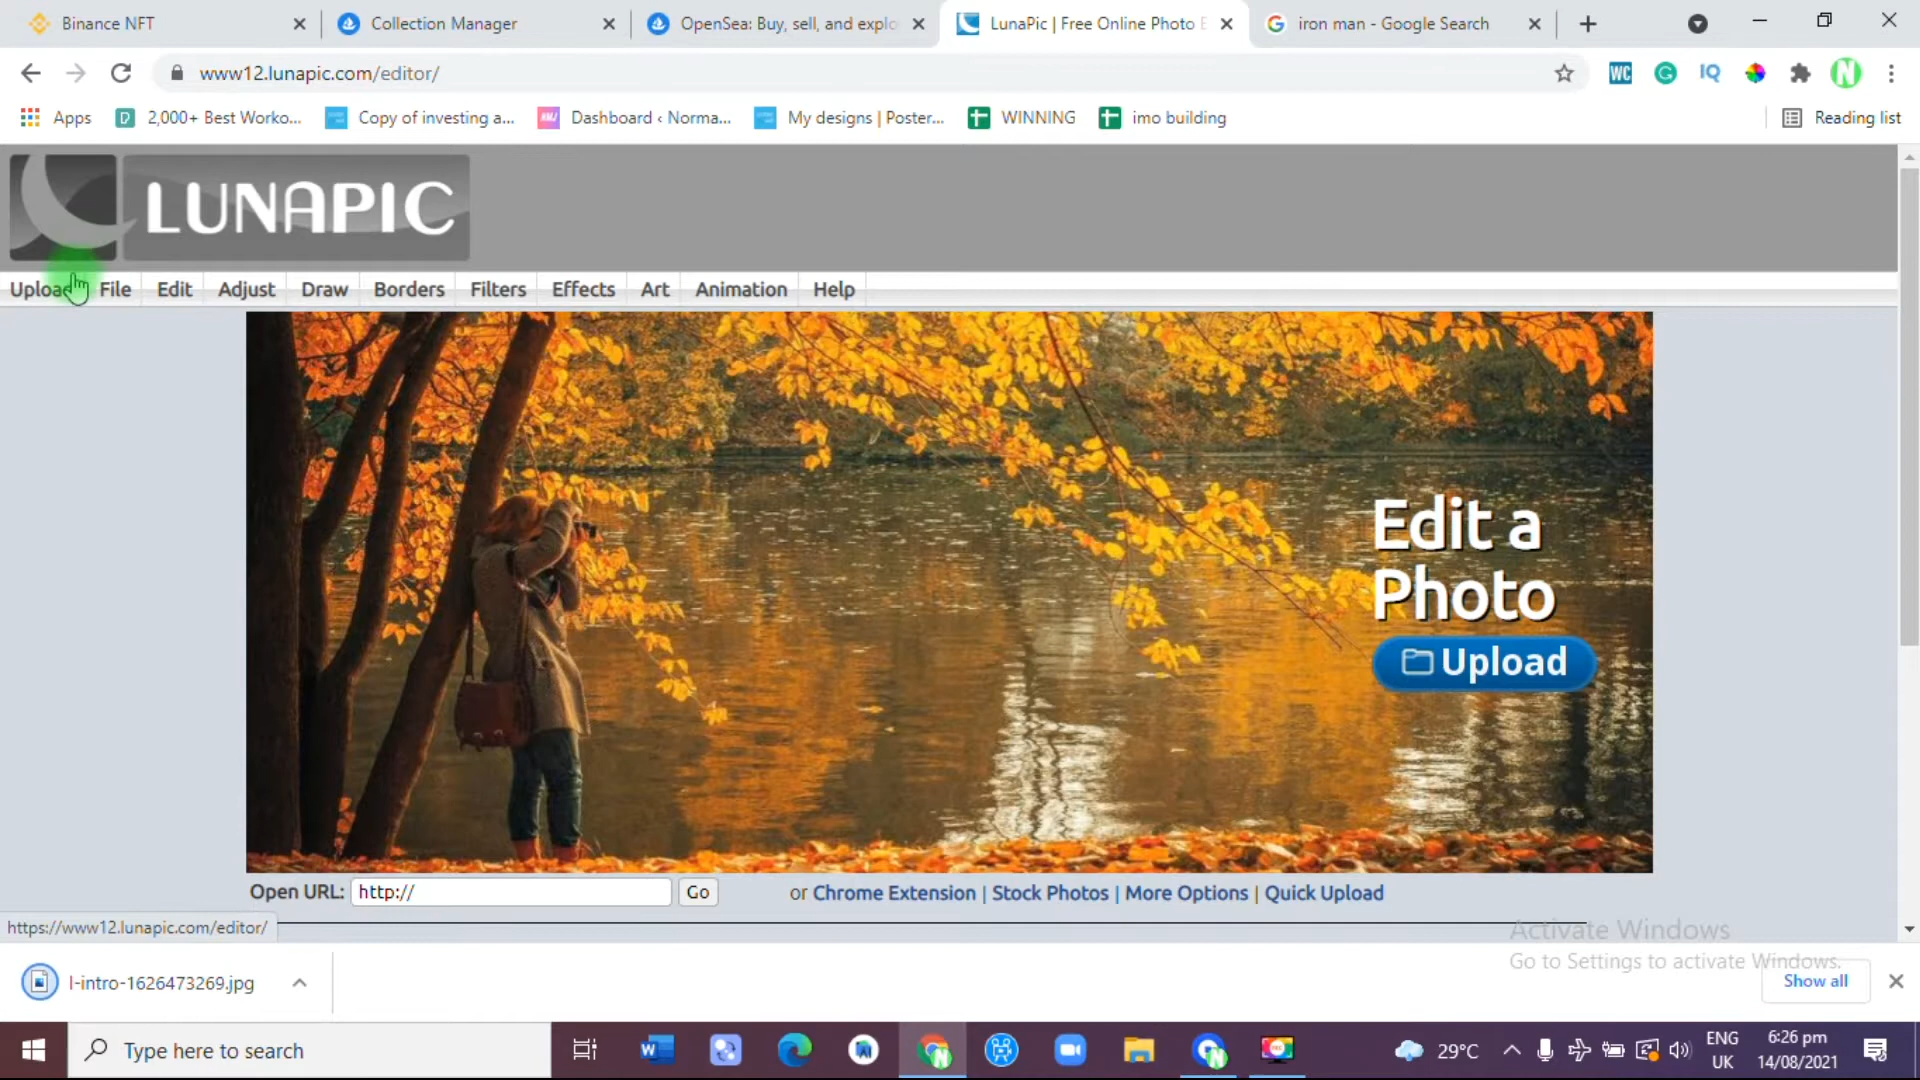 Binance NFT
Collection Manager
OpenSea: Buy, sell, and explo
LunaPic | Free Online Photo E
iron man - Google Search
www12.lunapic.com/editor/
WC
IQ
N
Apps
2,000+ Best Worko...
Copy of investing a...
Dashboard ‹ Norma...
My designs | Poster...
WINNING
imo building
Reading list
LUNAPIC
Upload
File
Edit
Adjust
Draw
Borders
Filters
Effects
Art
Animation
Help
Edit a
Photo
Upload
Open URL: http:// Go or Chrome Extension | Stock Photos | More Options | Quick Upload
https://www12.lunapic.com/editor/
Activate Windows
Go to Settings to activate Windows.
I-intro-1626473269.jpg
Show all
Type here to search
29°C
ENG
UK
6:26 pm
14/08/2021